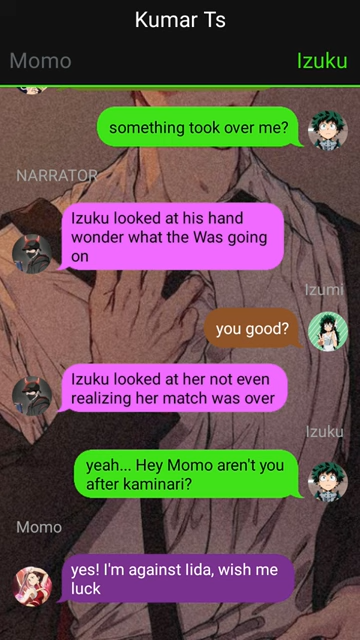 Kumar Ts
Momo
Izuku
something took over me?
NARRATOR
Izuku looked at his hand
wonder what the Was going
on
Izumi
you good?
Izuku looked at her not even
realizing her match was over
Izuku
yeah... Hey Momo aren't you
after kaminari?
Momo
yes! I'm against Iida, wish me
luck